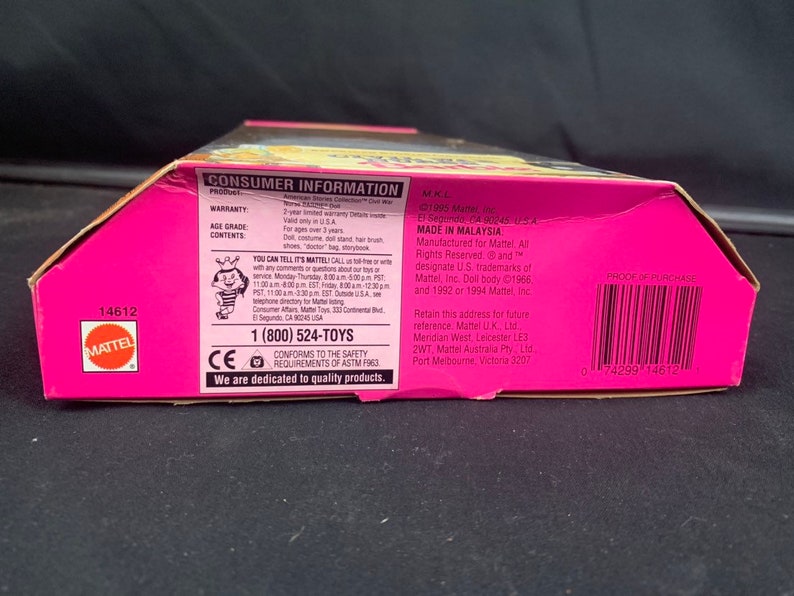 CONSUMER INFORMATION
PRODUCT: American Stories Collection™ Civil War
Nurse BARBIE® Doll
WARRANTY: 2-year limited warranty Details inside.
Valid only in U.S.A.
AGE GRADE: For ages over 3 years.
CONTENTS: Doll, costume, doll stand, hair brush,
shoes, "doctor" bag, storybook.
YOU CAN TELL IT'S MATTEL! CALL us toll-free or write
with any comments or questions about our toys or
service. Monday-Thursday, 8:00 a.m.-5:00 p.m. PST;
11:00 a.m.-8:00 p.m. EST. Friday, 8:00 a.m.-12:30 p.m.
PST, 11:00 a.m.-3:30 p.m. EST. Outside U.S.A., see
telephone directory for Mattel listing.
Consumer Affairs, Mattel Toys, 333 Continental Blvd.,
El Segundo, CA 90245 USA
1 (800) 524-TOYS
CE CONFORMS TO THE SAFETY
REQUIREMENTS OF ASTM F963.
We are dedicated to quality products.
14612
MATTEL
®
M.K.L.
©1995 Mattel, Inc.
El Segundo, CA 90245, U.S.A.
MADE IN MALAYSIA.
Manufactured for Mattel. All
Rights Reserved. ® and ™
designate U.S. trademarks of
Mattel, Inc. Doll body ©1966,
and 1992 or 1994 Mattel, Inc.
Retain this address for future
reference. Mattel U.K., Ltd.,
Meridian West, Leicester LE3
2WT, Mattel Australia Pty., Ltd.,
Port Melbourne, Victoria 3207
PROOF OF PURCHASE
0 74299 14612 1